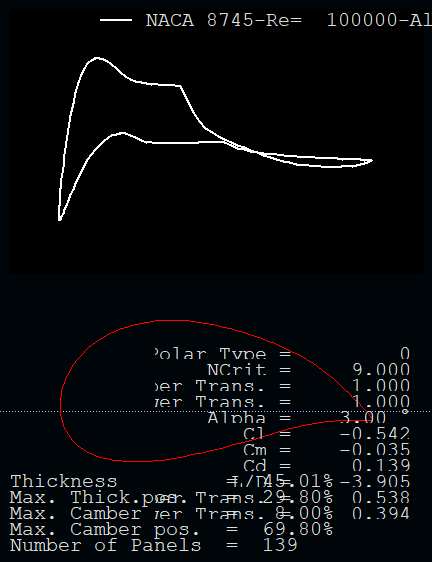 NACA 8745-Re=  100000-Al
Polar Type =  0
NCrit =  9.000
per Trans. =  1.000
per Trans. =  1.000
Alpha =  3.00 °
Cl =  -0.542
Cm =  -0.035
Cd =  0.139
Thickness  =  45.01%  L/D  -3.905
Max. Thick.pos.  =  29.80%  per Trans. =  0.538
Max. Camber  =  8.00%  per Trans. =  0.394
Max. Camber pos.  =  69.80%
Number of Panels  =  139